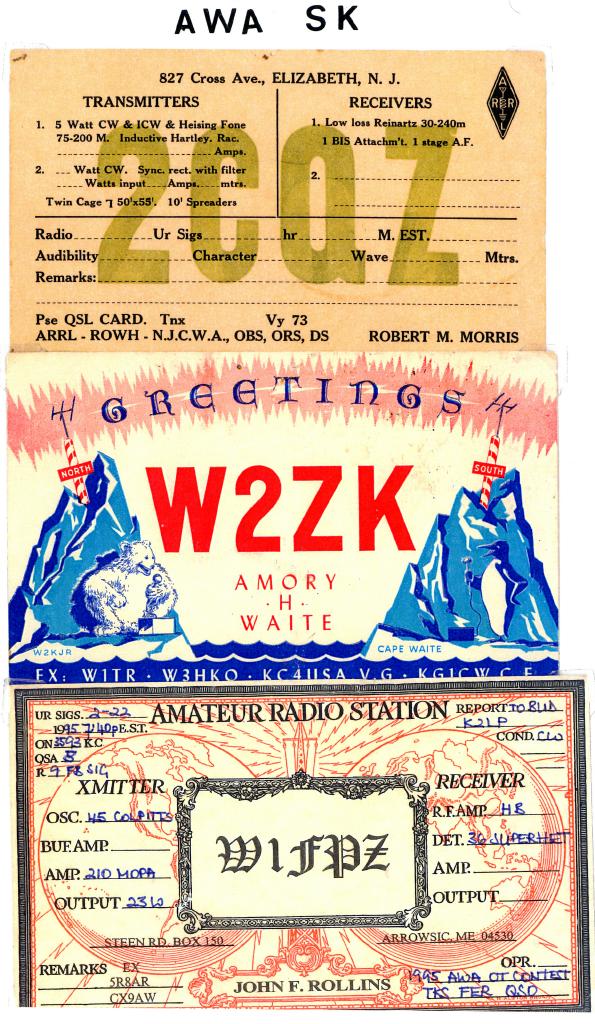 AWA SK
827 Cross Ave., ELIZABETH, N. J.
ARRL
TRANSMITTERS
1. 5 Watt CW & ICW & Heising Fone
75-200 M. Inductive Hartley. Rac.
Amps.
2. Watt CW. Sync. rect. with filter
Watts input Amps. mtrs.
Twin Cage ┐ 50'x55'. 10' Spreaders
RECEIVERS
1. Low loss Reinartz 30-240m
1 BIS Attachm't. 1 stage A.F.
2.
2CQZ
Radio Ur Sigs hr M. EST.
Audibility Character Wave Mtrs.
Remarks:
Pse QSL CARD. Tnx Vy 73
ARRL - ROWH - N.J.C.W.A., OBS, ORS, DS ROBERT M. MORRIS
GREETINGS
NORTH
SOUTH
W2ZK
AMORY
·H·
WAITE
W2KJR
CAPE WAITE
EX: W1TR · W3HKO · KC4USA V.G · KG1CW C.F.
AMATEUR RADIO STATION
UR SIGS. 2-22
1995 7:40P E.S.T.
ON 3593 K.C
QSA 5
R 9 FB SIG
REPORT TO BUD
K2LP
COND. CW
XMITTER
OSC. 45 COLPITTS
BUF. AMP.
AMP. 210 MOPA
OUTPUT 23W
RECEIVER
R.F. AMP. HB
DET. 36 SUPERHET
AMP.
OUTPUT
W1FPZ
STEEN RD. BOX 150
ARROWSIC, ME 04530
REMARKS EX
5R8AR
CX9AW
JOHN F. ROLLINS
OPR.
1995 AWA OT CONTEST
TKS FER QSO